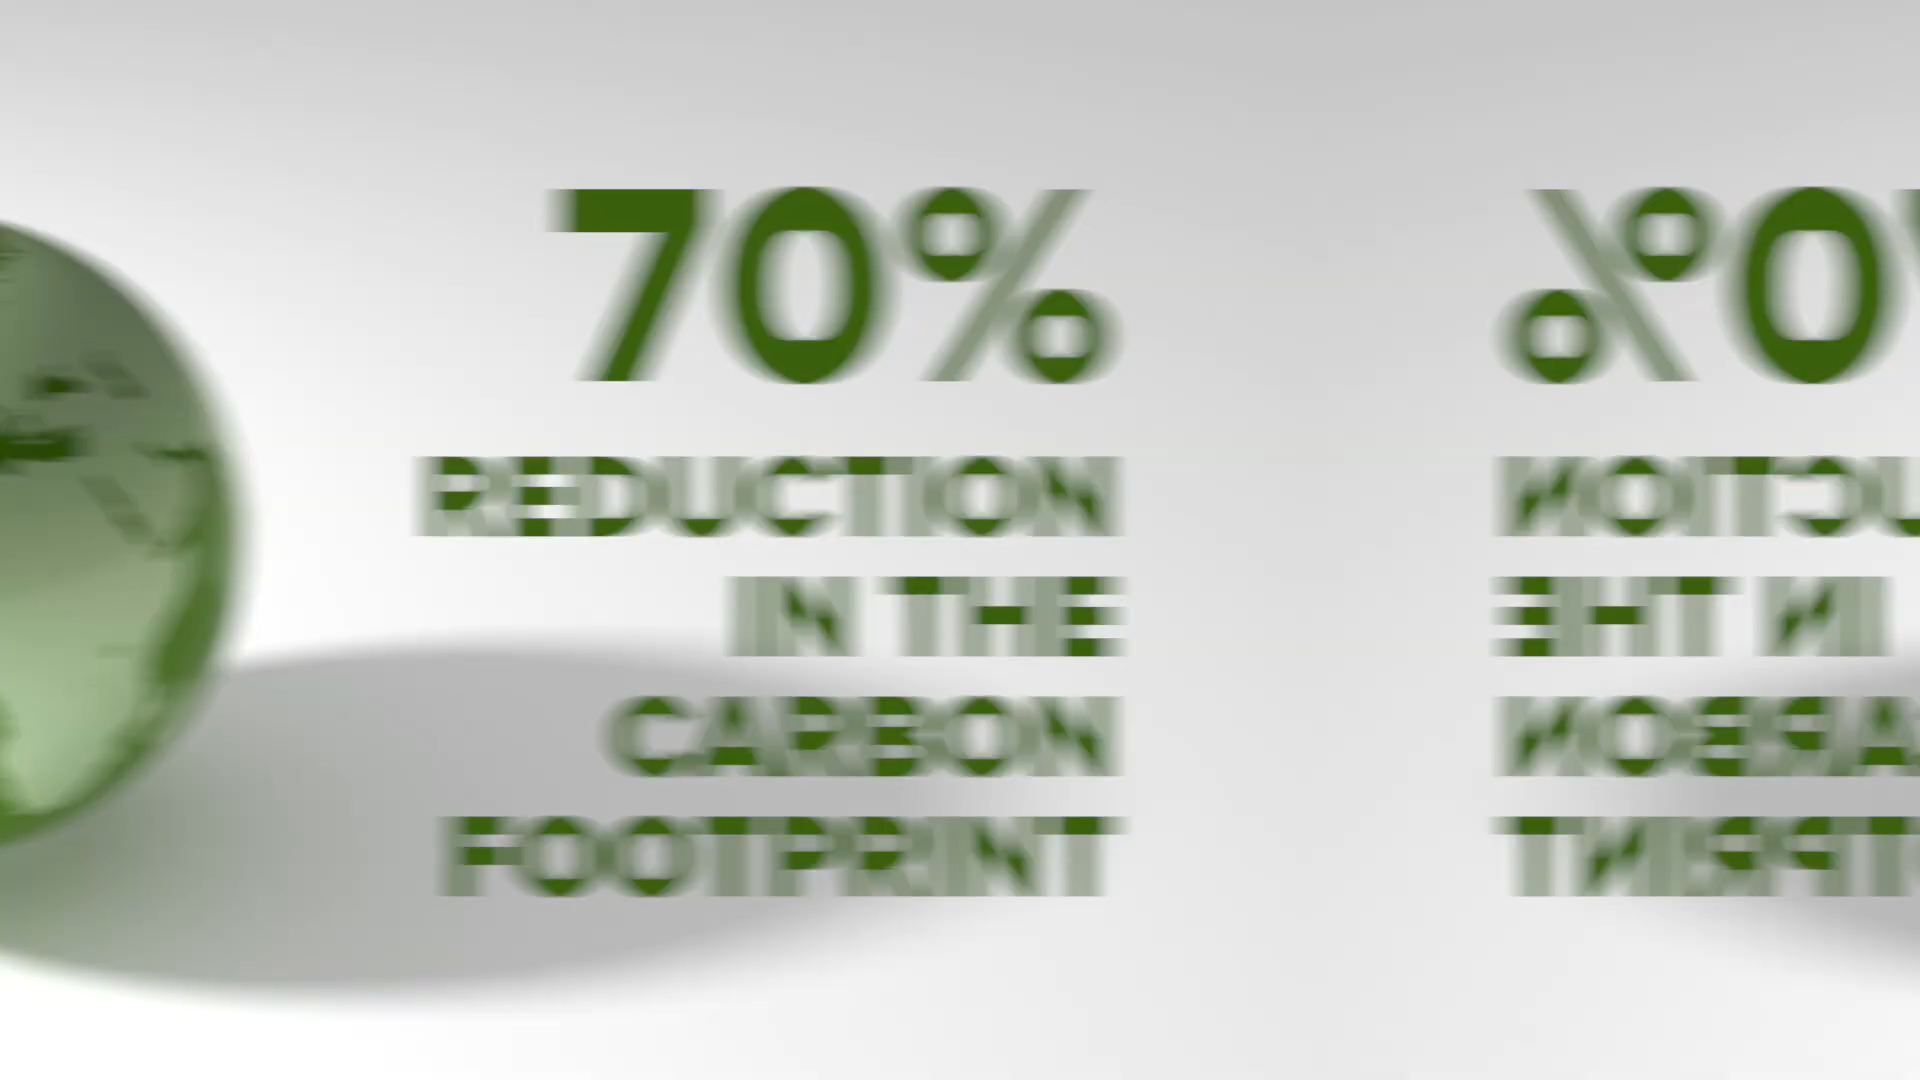 70%
REDUCTION
IN THE
CARBON
FOOTPRINT